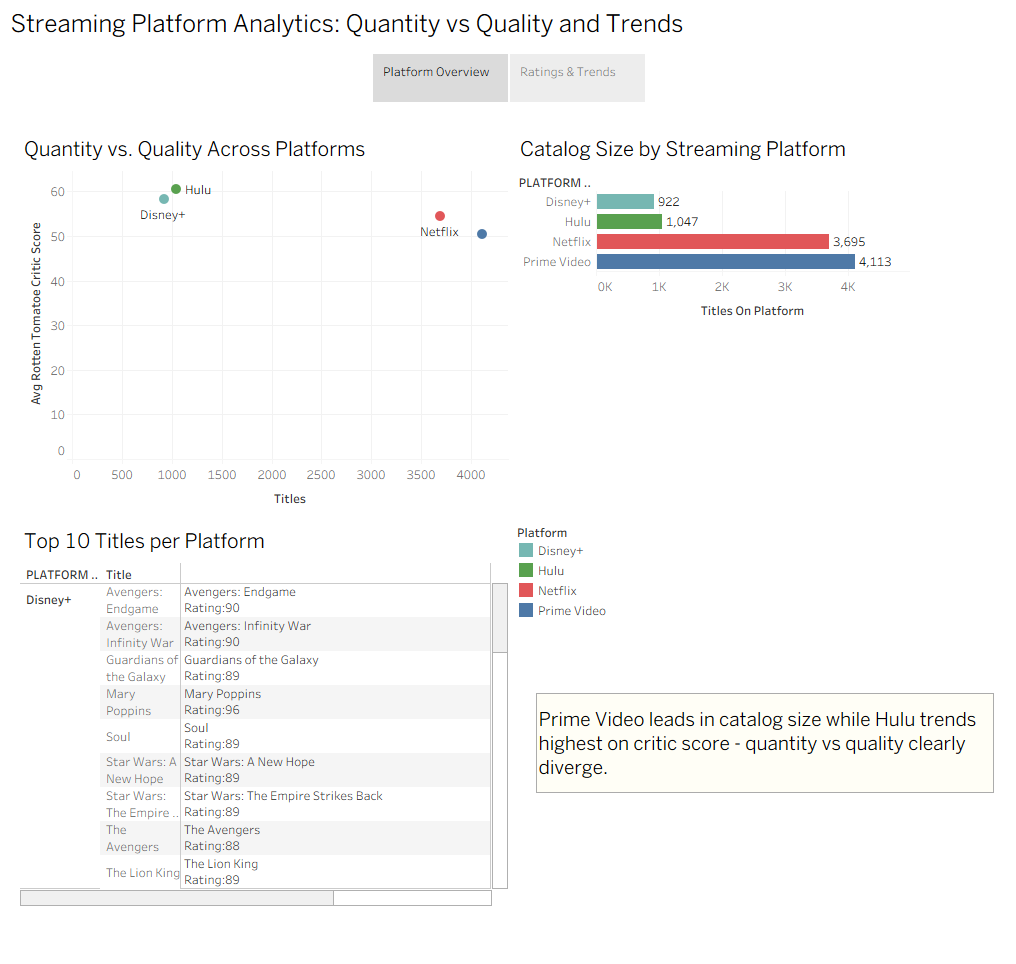 Streaming Platform Analytics: Quantity vs Quality and Trends
Platform Overview
Ratings & Trends
Quantity vs. Quality Across Platforms
Avg Rotten Tomatoe Critic Score
60
50
40
30
20
10
0
Hulu
Disney+
Netflix
0 500 1000 1500 2000 2500 3000 3500 4000
Titles
Catalog Size by Streaming Platform
PLATFORM ..
Disney+ 922
Hulu 1,047
Netflix 3,695
Prime Video 4,113
0K 1K 2K 3K 4K
Titles On Platform
Top 10 Titles per Platform
PLATFORM .. Title
Disney+
Avengers:
Endgame
Avengers: Endgame
Rating:90
Avengers:
Infinity War
Avengers: Infinity War
Rating:90
Guardians of
the Galaxy
Guardians of the Galaxy
Rating:89
Mary
Poppins
Mary Poppins
Rating:96
Soul
Soul
Rating:89
Star Wars: A
New Hope
Star Wars: A New Hope
Rating:89
Star Wars:
The Empire ..
Star Wars: The Empire Strikes Back
Rating:89
The
Avengers
The Avengers
Rating:88
The Lion King
The Lion King
Rating:89
Platform
Disney+
Hulu
Netflix
Prime Video
Prime Video leads in catalog size while Hulu trends
highest on critic score - quantity vs quality clearly
diverge.